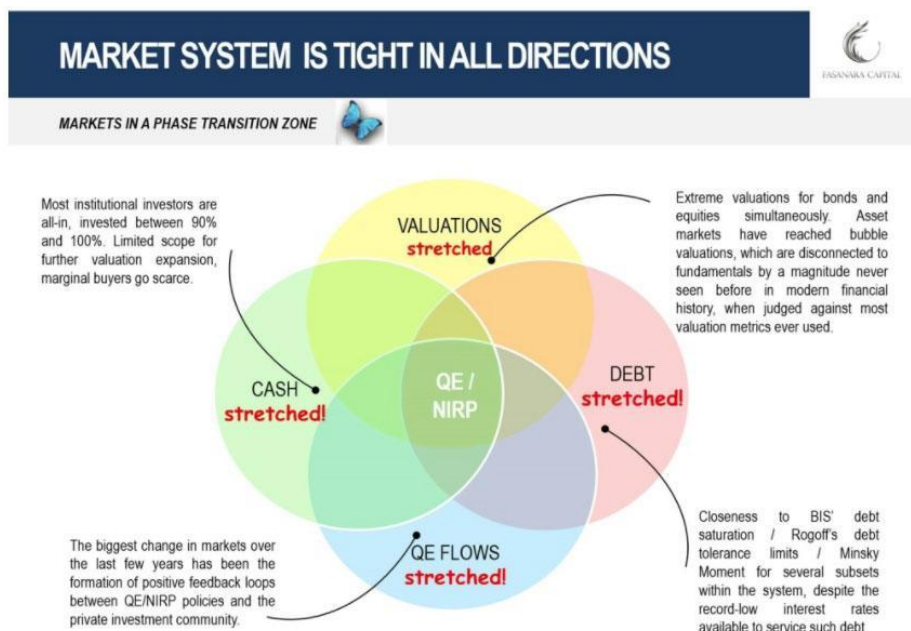 MARKET SYSTEM IS TIGHT IN ALL DIRECTIONS
FASANARA CAPITAL
MARKETS IN A PHASE TRANSITION ZONE
Most institutional investors are
all-in, invested between 90%
and 100%. Limited scope for
further valuation expansion,
marginal buyers go scarce.
VALUATIONS
stretched
Extreme valuations for bonds and
equities simultaneously. Asset
markets have reached bubble
valuations, which are disconnected to
fundamentals by a magnitude never
seen before in modern financial
history, when judged against most
valuation metrics ever used.
CASH
stretched!
QE /
NIRP
DEBT
stretched!
The biggest change in markets over
the last few years has been the
formation of positive feedback loops
between QE/NIRP policies and the
private investment community.
QE FLOWS
stretched!
Closeness to BIS' debt
saturation / Rogoff's debt
tolerance limits / Minsky
Moment for several subsets
within the system, despite the
record-low interest rates
available to service such debt